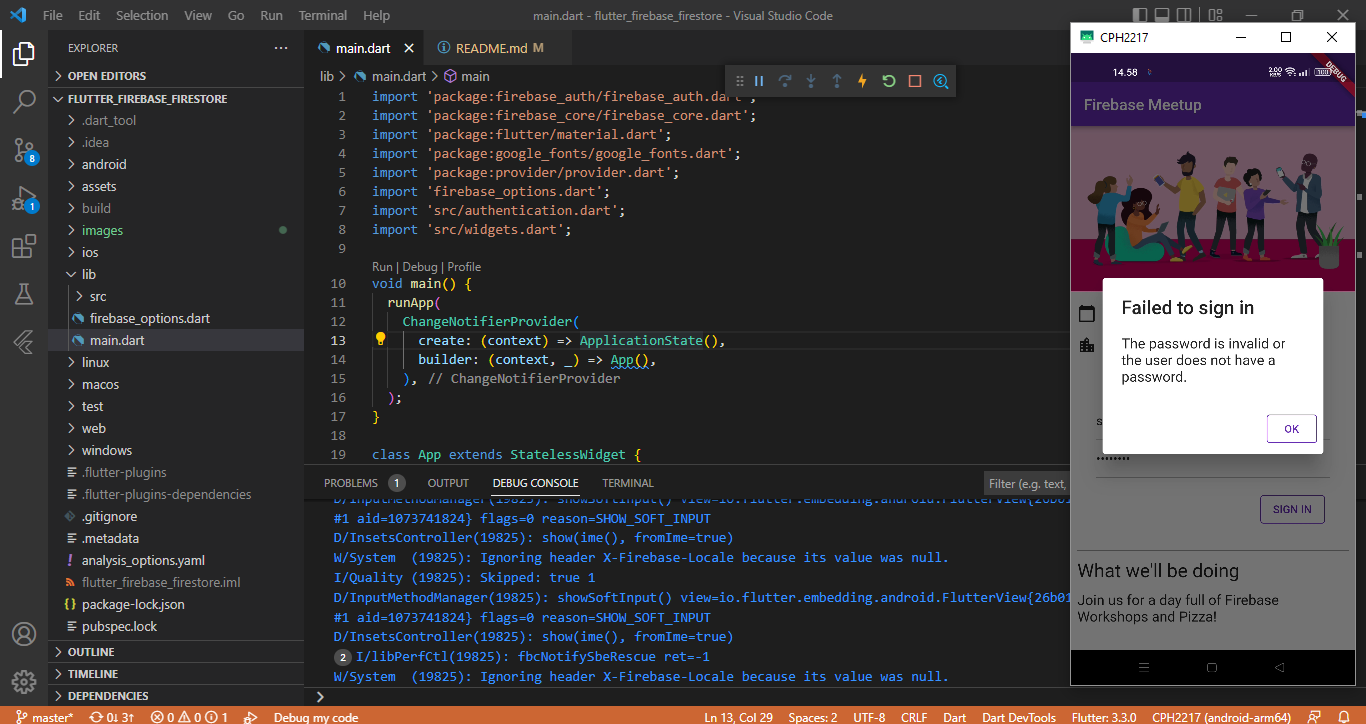 File Edit Selection View Go Run Terminal Help
main.dart - flutter_firebase_firestore - Visual Studio Code
EXPLORER
OPEN EDITORS
FLUTTER_FIREBASE_FIRESTORE
.dart_tool
.idea
android
assets
build
images
ios
lib
src
firebase_options.dart
main.dart
linux
macos
test
web
windows
.flutter-plugins
.flutter-plugins-dependencies
.gitignore
.metadata
analysis_options.yaml
flutter_firebase_firestore.iml
package-lock.json
pubspec.lock
OUTLINE
TIMELINE
DEPENDENCIES
8
1
main.dart README.md M
lib main.dart main
1 import 'package:firebase_auth/firebase_auth.dart';
2 import 'package:firebase_core/firebase_core.dart';
3 import 'package:flutter/material.dart';
4 import 'package:google_fonts/google_fonts.dart';
5 import 'package:provider/provider.dart';
6 import 'firebase_options.dart';
7 import 'src/authentication.dart';
8 import 'src/widgets.dart';
9
Run | Debug | Profile
10 void main() {
11 runApp(
12 ChangeNotifierProvider(
13 create: (context) => ApplicationState(),
14 builder: (context, _) => App(),
15 ), // ChangeNotifierProvider
16 );
17 }
18
19 class App extends StatelessWidget {
PROBLEMS 1 OUTPUT DEBUG CONSOLE TERMINAL
Filter (e.g. text,
D/InputMethodManager(19825): showSoftInput() view=io.flutter.embedding.android.FlutterView{26b01
#1 aid=1073741824} flags=0 reason=SHOW_SOFT_INPUT
D/InsetsController(19825): show(ime(), fromIme=true)
W/System (19825): Ignoring header X-Firebase-Locale because its value was null.
I/Quality (19825): Skipped: true 1
D/InputMethodManager(19825): showSoftInput() view=io.flutter.embedding.android.FlutterView{26b01
#1 aid=1073741824} flags=0 reason=SHOW_SOFT_INPUT
D/InsetsController(19825): show(ime(), fromIme=true)
2 I/libPerfCtl(19825): fbcNotifySbeRescue ret=-1
W/System (19825): Ignoring header X-Firebase-Locale because its value was null.
CPH2217
14.58
2.00 KB/s 100
DEBUG
Firebase Meetup
Failed to sign in
The password is invalid or
the user does not have a
password.
OK
SIGN IN
What we'll be doing
Join us for a day full of Firebase
Workshops and Pizza!
master* 0↓ 3↑ 0 0 1 Debug my code
Ln 13, Col 29 Spaces: 2 UTF-8 CRLF Dart Dart DevTools Flutter: 3.3.0 CPH2217 (android-arm64)